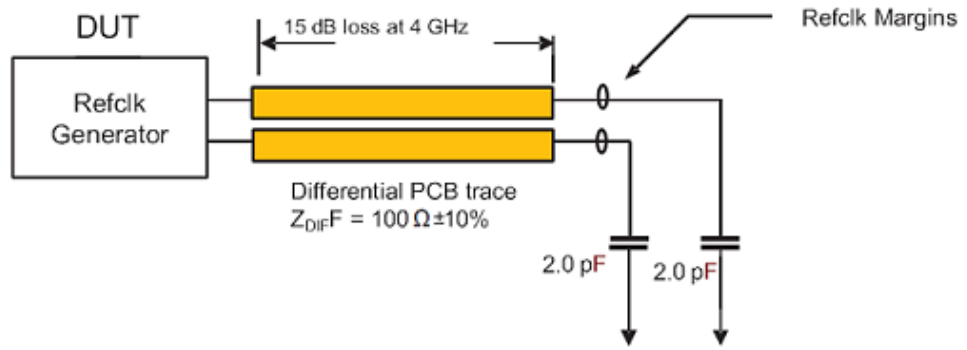 DUT
15 dB loss at 4 GHz
Refclk Margins
Refclk
Generator
Differential PCB trace
ZDIFF = 100 Ω±10%
2.0 pF
2.0 pF